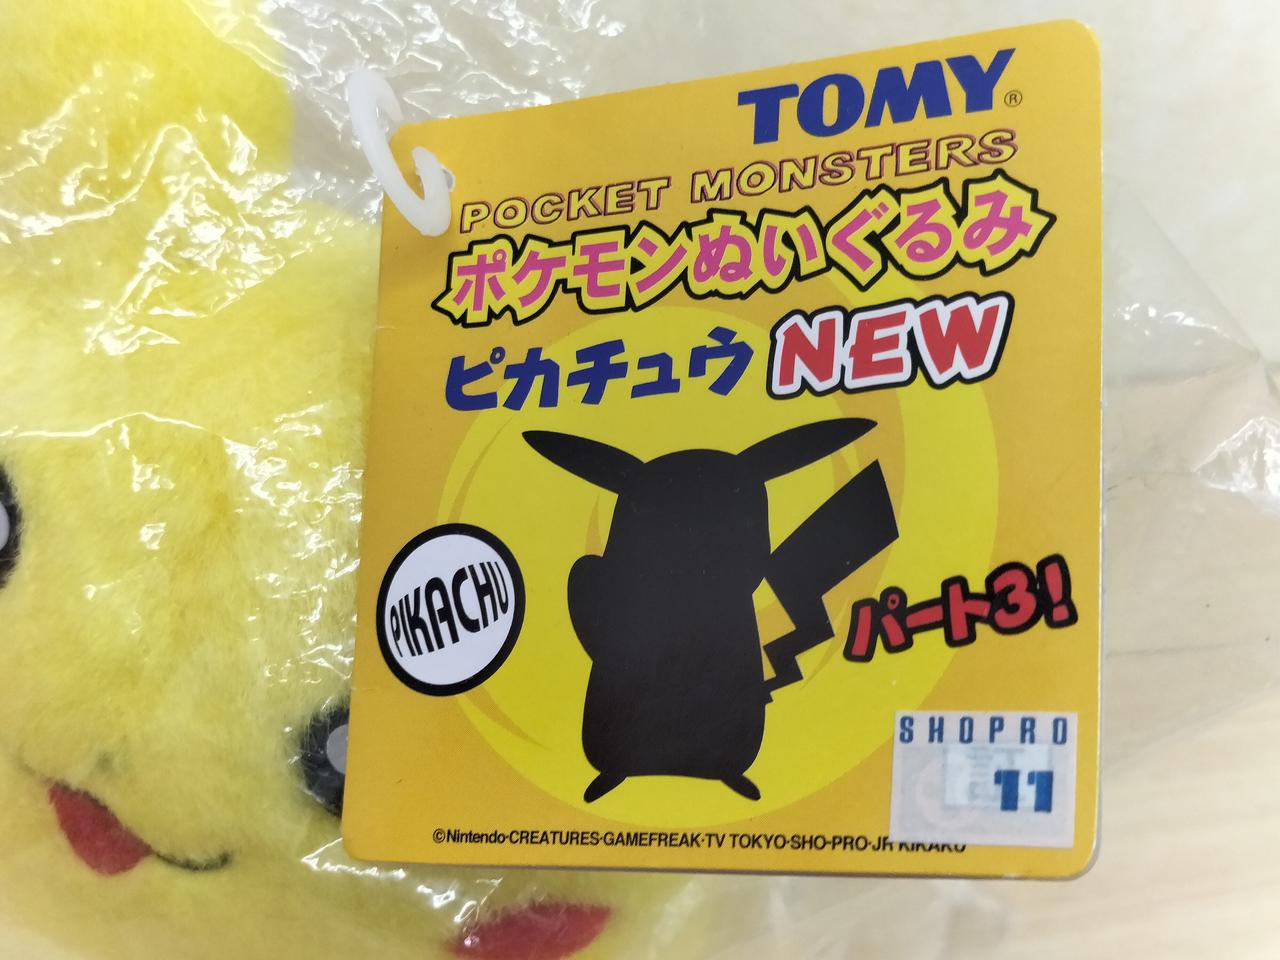 TOMY®
POCKET MONSTERS
ポケモンぬいぐるみ
ピカチュウ NEW
PIKACHU
パート3!
SHOPRO
11
©Nintendo·CREATURES·GAMEFREAK·TV TOKYO·SHO-PRO·JR KIKAKU